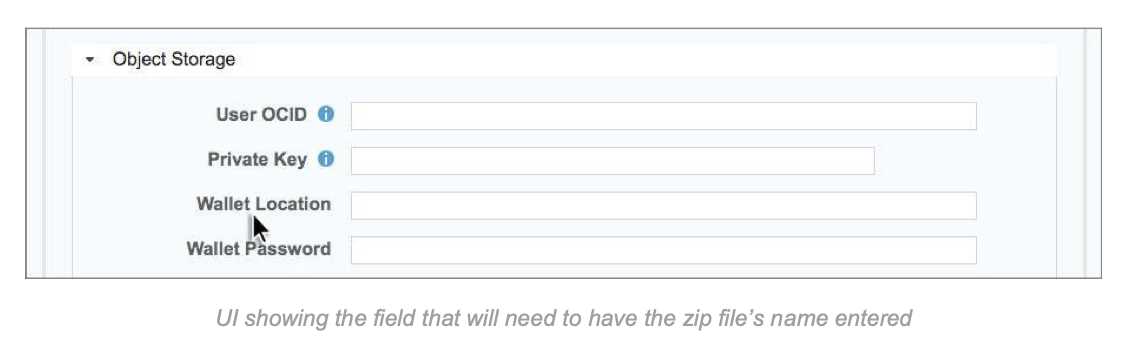 Object Storage
User OCID
Private Key
Wallet Location
Wallet Password
UI showing the field that will need to have the zip file’s name entered